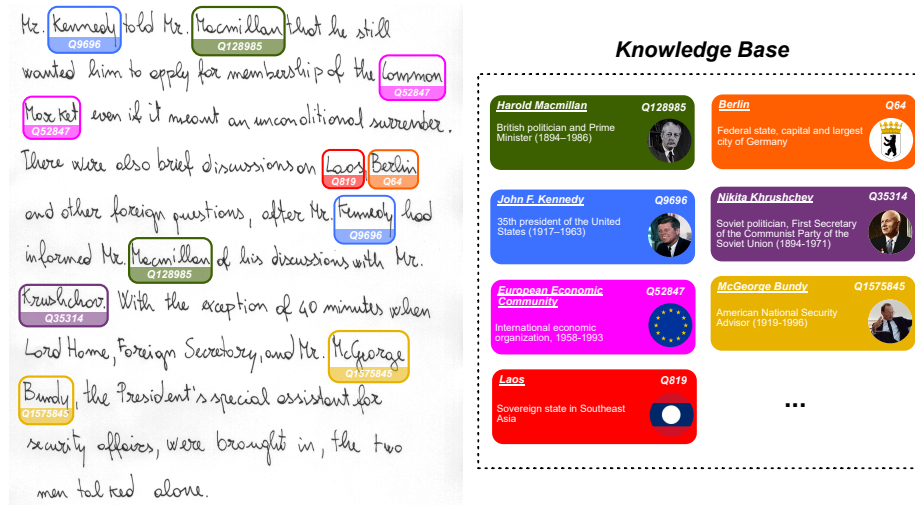 Mr. Kennedy told Mr. Macmillan that he still
Q9696 Q128985
wanted him to apply for membership of the Common
Q52847
Market even if it meant an unconditional surrender.
Q52847
There were also brief discussions on Laos, Berlin
Q819 Q64
and other foreign questions, after Mr. Kennedy had
Q9696
informed Mr. Macmillan of his discussions with Mr.
Q128985
Krushchov. With the exception of 40 minutes when
Q35314
Lord Home, Foreign Secretary, and Mr. McGeorge
Q1575845
Bundy, the President's special assistant for
Q1575845
security affairs, were brought in, the two
men talked alone.
Knowledge Base
Harold Macmillan Q128985
British politician and Prime
Minister (1894–1986)
Berlin Q64
Federal state, capital and largest
city of Germany
John F. Kennedy Q9696
35th president of the United
States (1917–1963)
Nikita Khrushchev Q35314
Soviet politician, First Secretary
of the Communist Party of the
Soviet Union (1894-1971)
European Economic
Community Q52847
International economic
organization, 1958-1993
McGeorge Bundy Q1575845
American National Security
Advisor (1919-1996)
Laos Q819
Sovereign state in Southeast
Asia
...